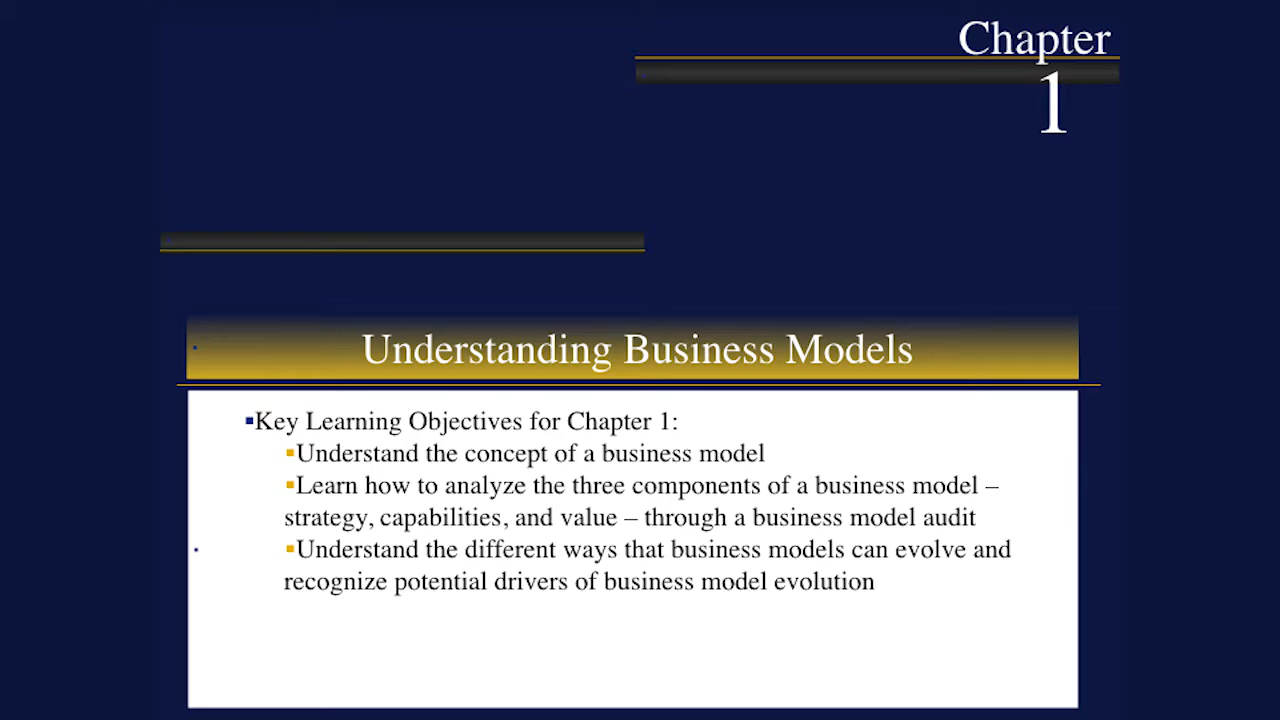 Chapter
1
Understanding Business Models
▪Key Learning Objectives for Chapter 1:
▪Understand the concept of a business model
▪Learn how to analyze the three components of a business model –
strategy, capabilities, and value – through a business model audit
▪Understand the different ways that business models can evolve and
recognize potential drivers of business model evolution